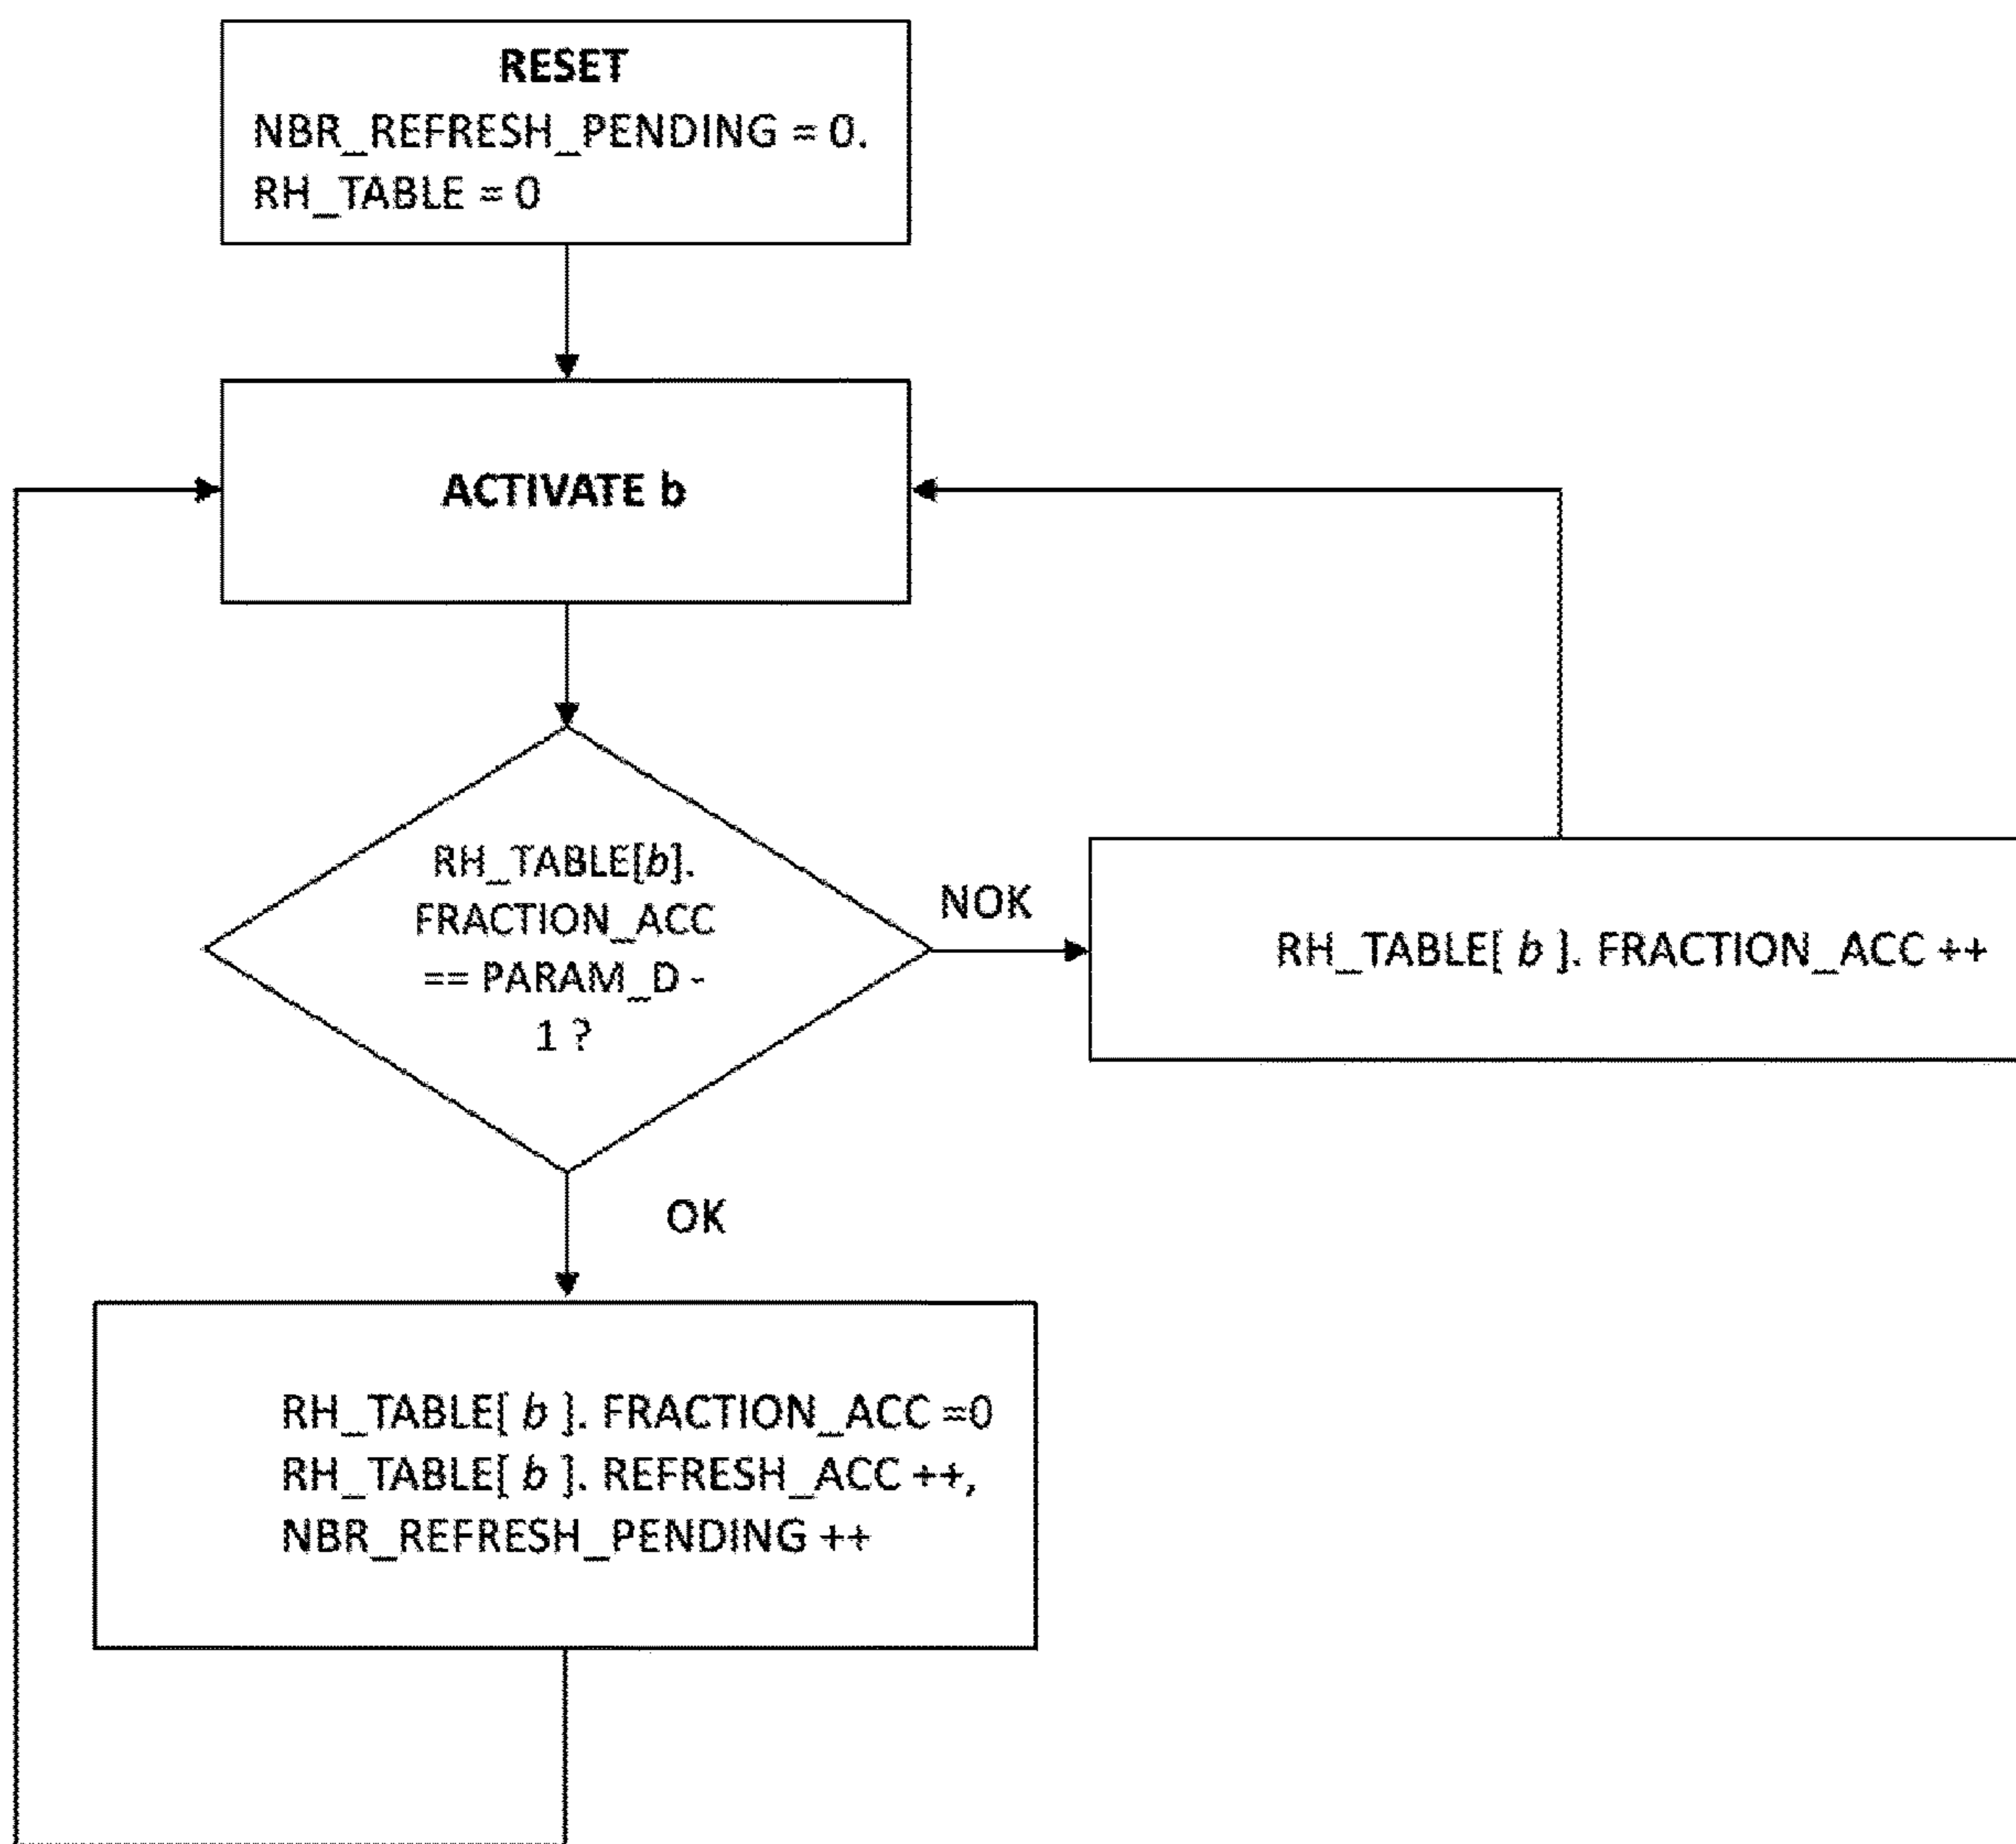 RESET
NBR_REFRESH_PENDING = 0.
RH_TABLE = 0
ACTIVATE b
RH_TABLE[b].
FRACTION_ACC
== PARAM_D -
1 ?
NOK
RH_TABLE[ b ]. FRACTION_ACC ++
OK
RH_TABLE[ b ]. FRACTION_ACC =0
RH_TABLE[ b ]. REFRESH_ACC ++,
NBR_REFRESH_PENDING ++